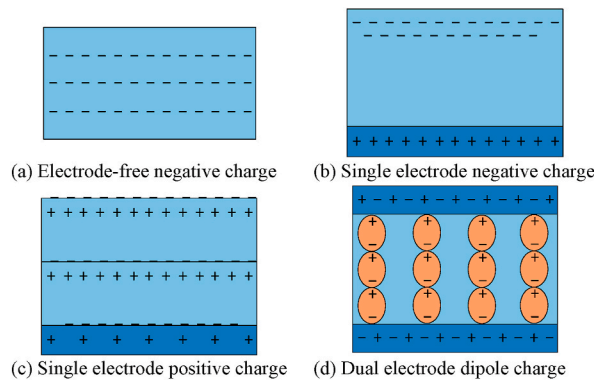 (a) Electrode-free negative charge
(b) Single electrode negative charge
(c) Single electrode positive charge
(d) Dual electrode dipole charge